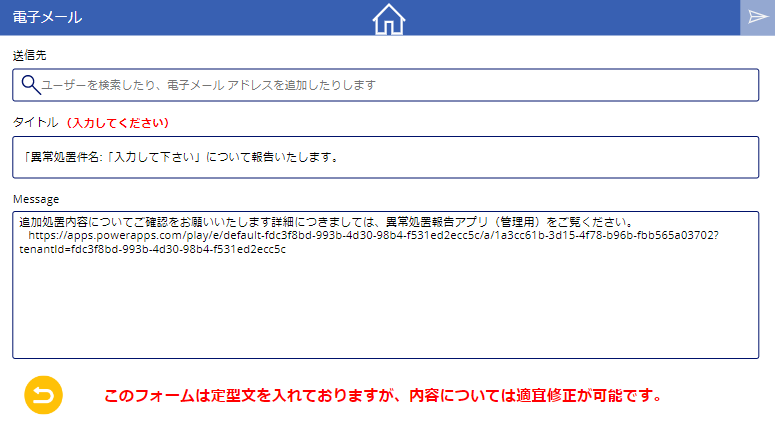 電子メール
送信先
ユーザーを検索したり、電子メール アドレスを追加したりします
タイトル（入力してください）
「異常処置件名:「入力して下さい」について報告いたします。
Message
追加処置内容についてご確認をお願いいたします詳細につきましては、異常処置報告アプリ（管理用）をご覧ください。
https://apps.powerapps.com/play/e/default-fdc3f8bd-993b-4d30-98b4-f531ed2ecc5c/a/1a3cc61b-3d15-4f78-b96b-fbb565a03702?
tenantId=fdc3f8bd-993b-4d30-98b4-f531ed2ecc5c
このフォームは定型文を入れておりますが、内容については適宜修正が可能です。